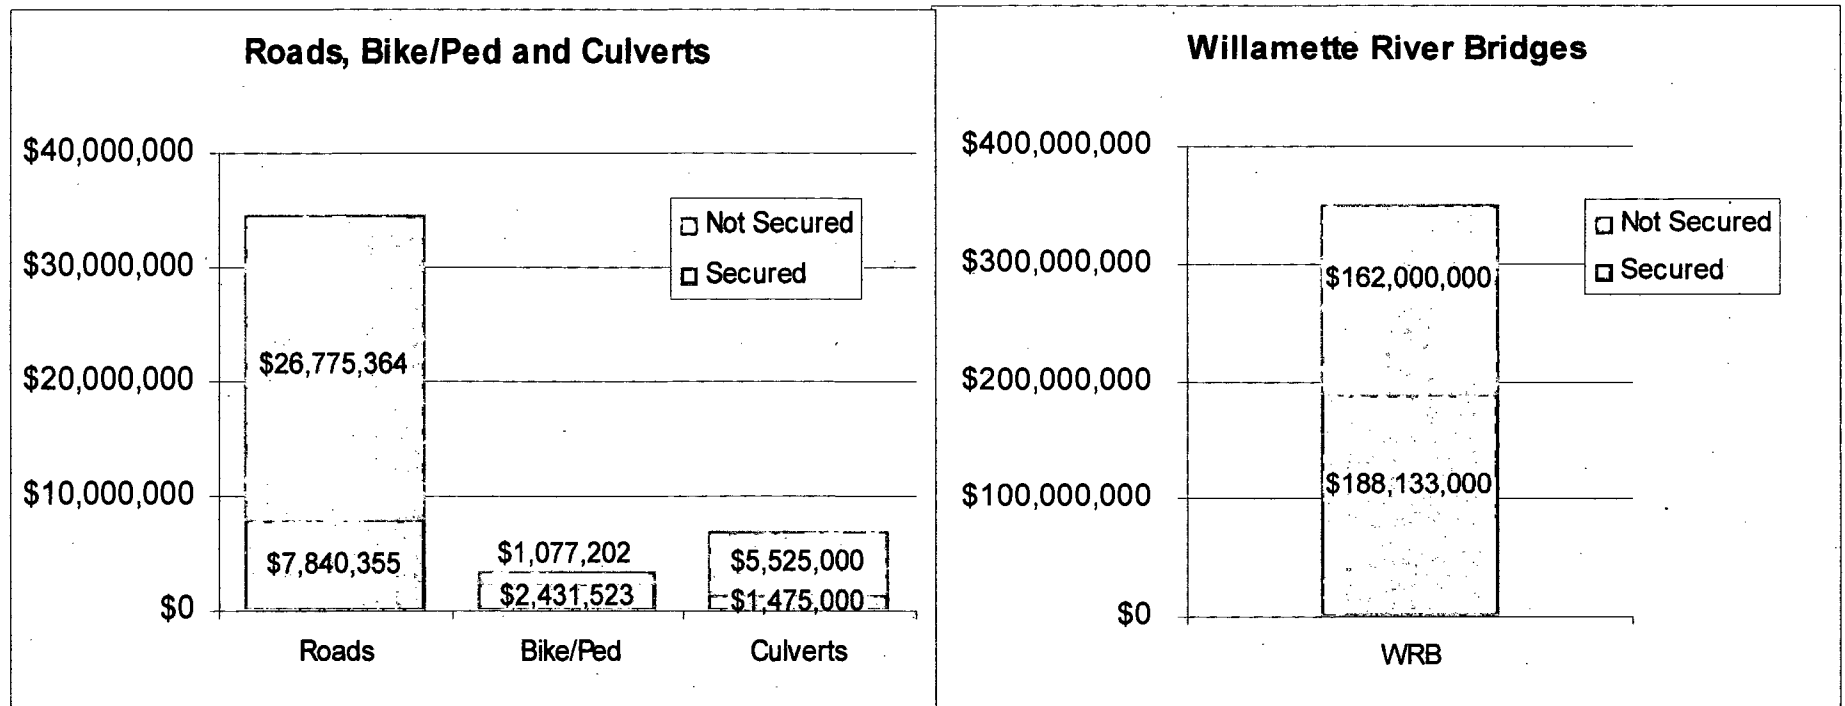 Roads, Bike/Ped and Culverts
$40,000,000
$30,000,000
$20,000,000
$10,000,000
$0
Not Secured
Secured
$26,775,364
$7,840,355
$1,077,202
$2,431,523
$5,525,000
$1,475,000
Roads
Bike/Ped
Culverts
Willamette River Bridges
$400,000,000
$300,000,000
$200,000,000
$100,000,000
$0
Not Secured
Secured
$162,000,000
$188,133,000
WRB